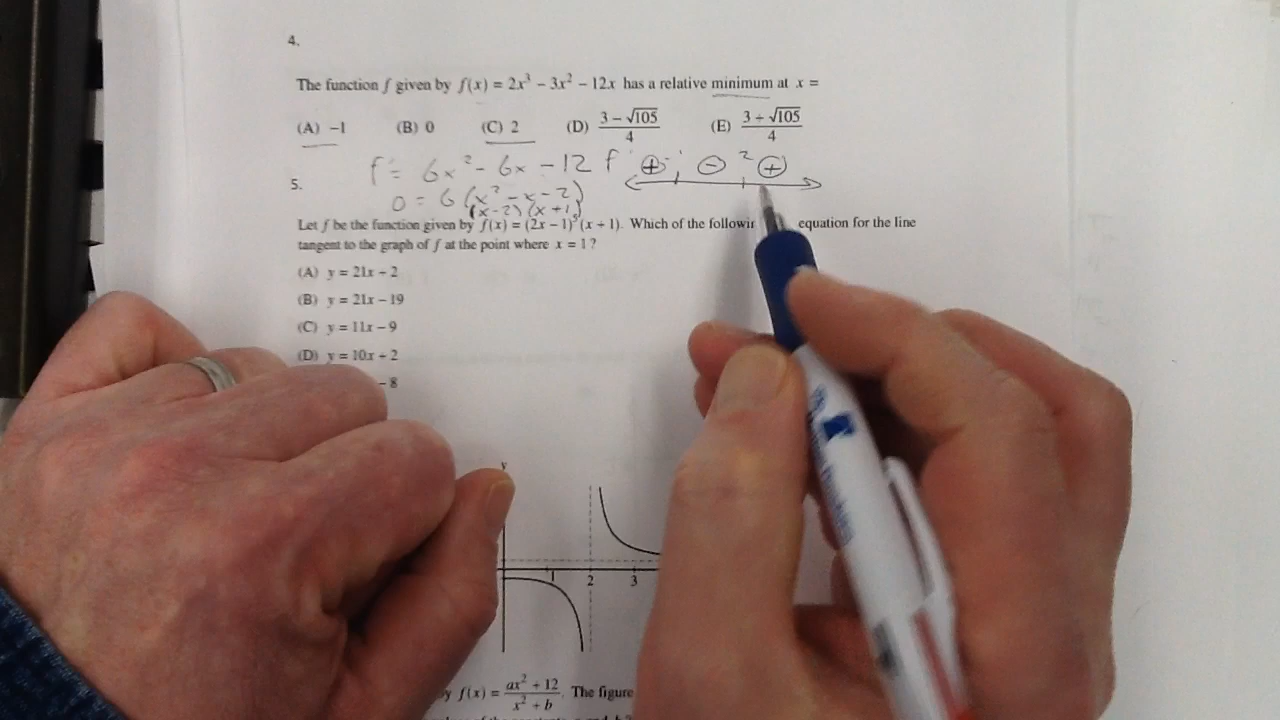 4.
The function f given by f(x) = 2x³ − 3x² − 12x has a relative minimum at x =
(A) −1 (B) 0 (C) 2 (D) (3 − √105)/4 (E) (3 + √105)/4
f' = 6x² - 6x - 12 f' + - +
2
0 = 6(x² - x - 2)
(x-2)(x+1)
5.
Let f be the function given by f(x) = (2x − 1)⁵(x + 1). Which of the equation for the line
tangent to the graph of f at the point where x = 1?
(A) y = 21x + 2
(B) y = 21x − 19
(C) y = 11x − 9
(D) y = 10x + 2
− 8
y
1 2 3
f(x) = (ax² + 12)/(x² + b). The figure